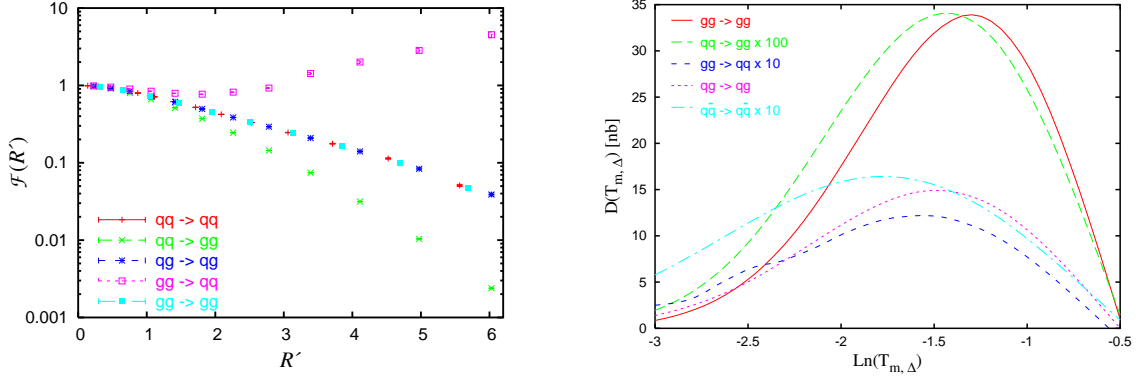 10
1
0.1
0.01
0.001
ℱ(R′)
0 1 2 3 4 5 6
R′
qq -> qq
qq -> gg
qg -> qg
gg -> qq
gg -> gg
35
30
25
20
15
10
5
0
D(T_{m, Δ}) [nb]
-3 -2.5 -2 -1.5 -1 -0.5
Ln(T_{m, Δ})
gg -> gg
qq -> gg x 100
gg -> qq x 10
qg -> qg
qq̄ -> qq̄ x 10